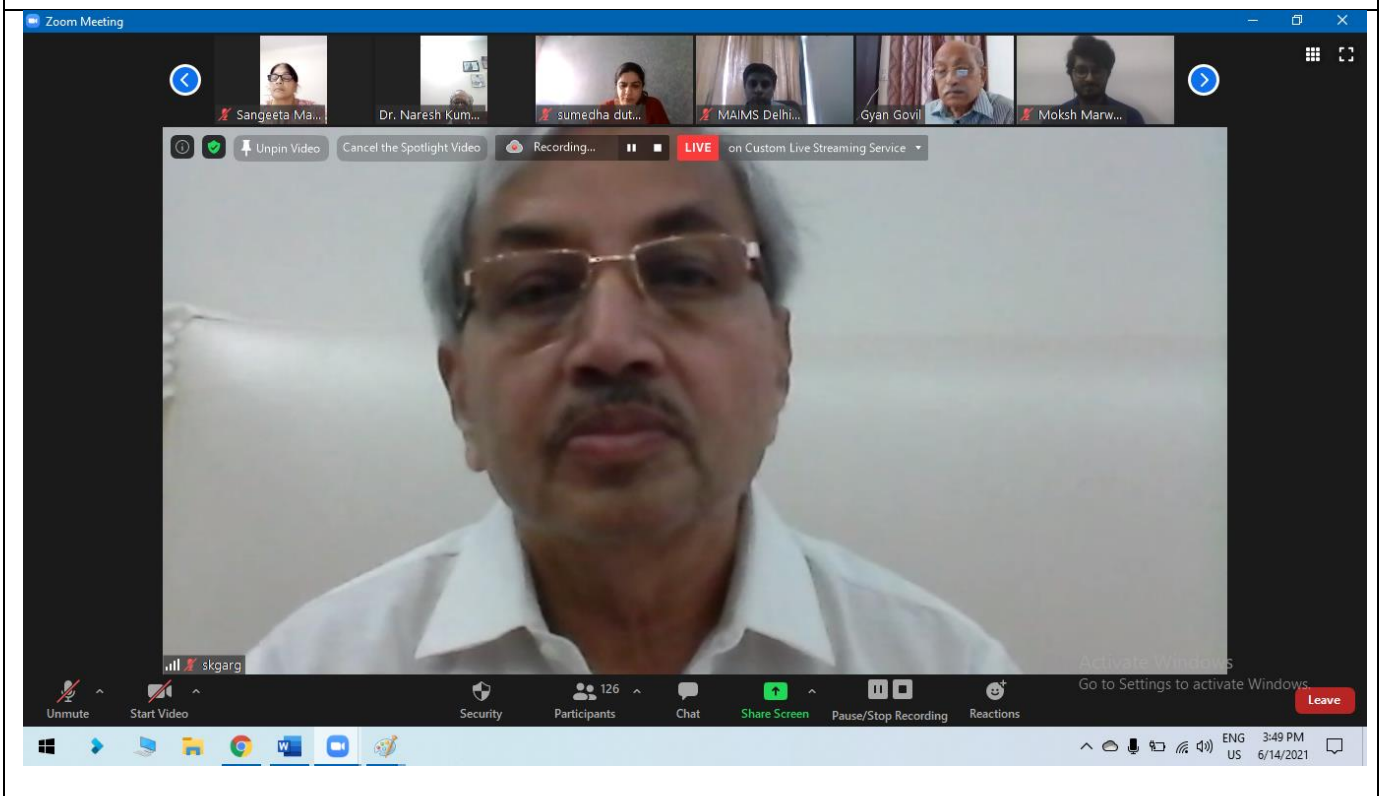 Zoom Meeting
Sangeeta Ma...
Dr. Naresh Kum...
sumedha dut...
MAIMS Delhi...
Gyan Govil
Moksh Marw...
Unpin Video
Cancel the Spotlight Video
Recording...
LIVE on Custom Live Streaming Service
skgarg
Activate Windows
Go to Settings to activate Windows.
Unmute
Start Video
Security
126
Participants
Chat
Share Screen
Pause/Stop Recording
Reactions
Leave
ENG
US
3:49 PM
6/14/2021